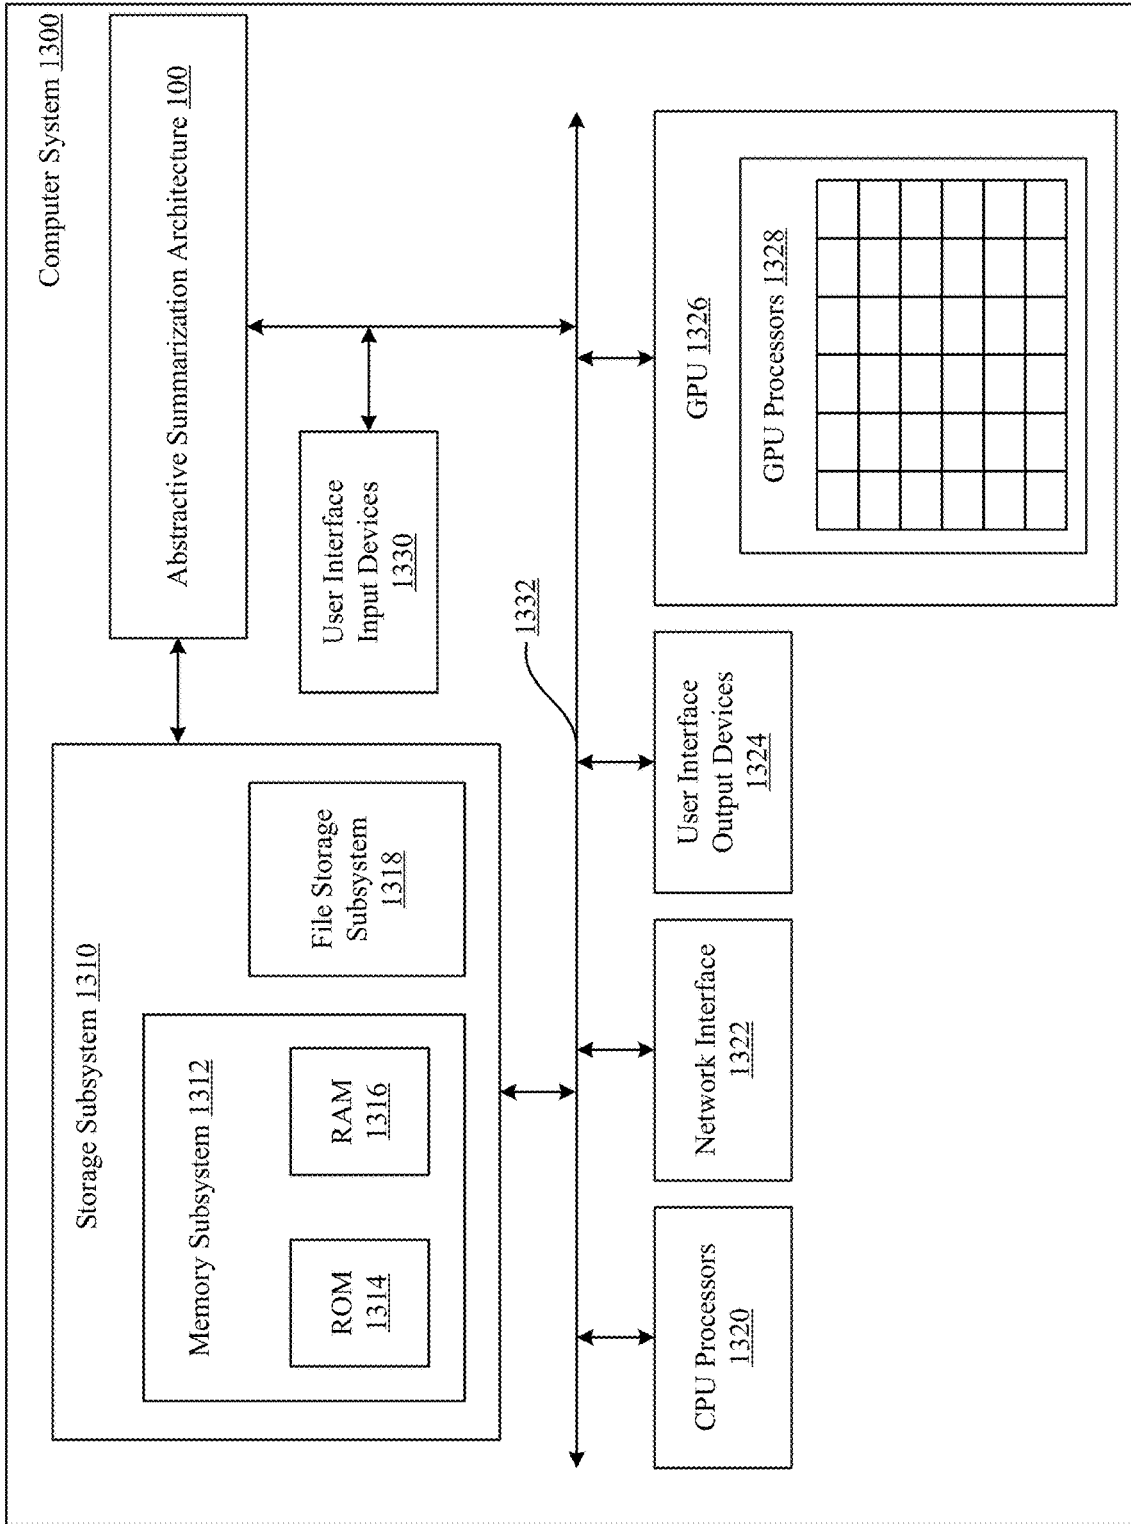 Computer System 1300
Storage Subsystem 1310
Memory Subsystem 1312
ROM
1314
RAM
1316
File Storage
Subsystem
1318
Abstractive Summarization Architecture 100
User Interface
Input Devices
1330
1332
CPU Processors
1320
Network Interface
1322
User Interface
Output Devices
1324
GPU 1326
GPU Processors 1328